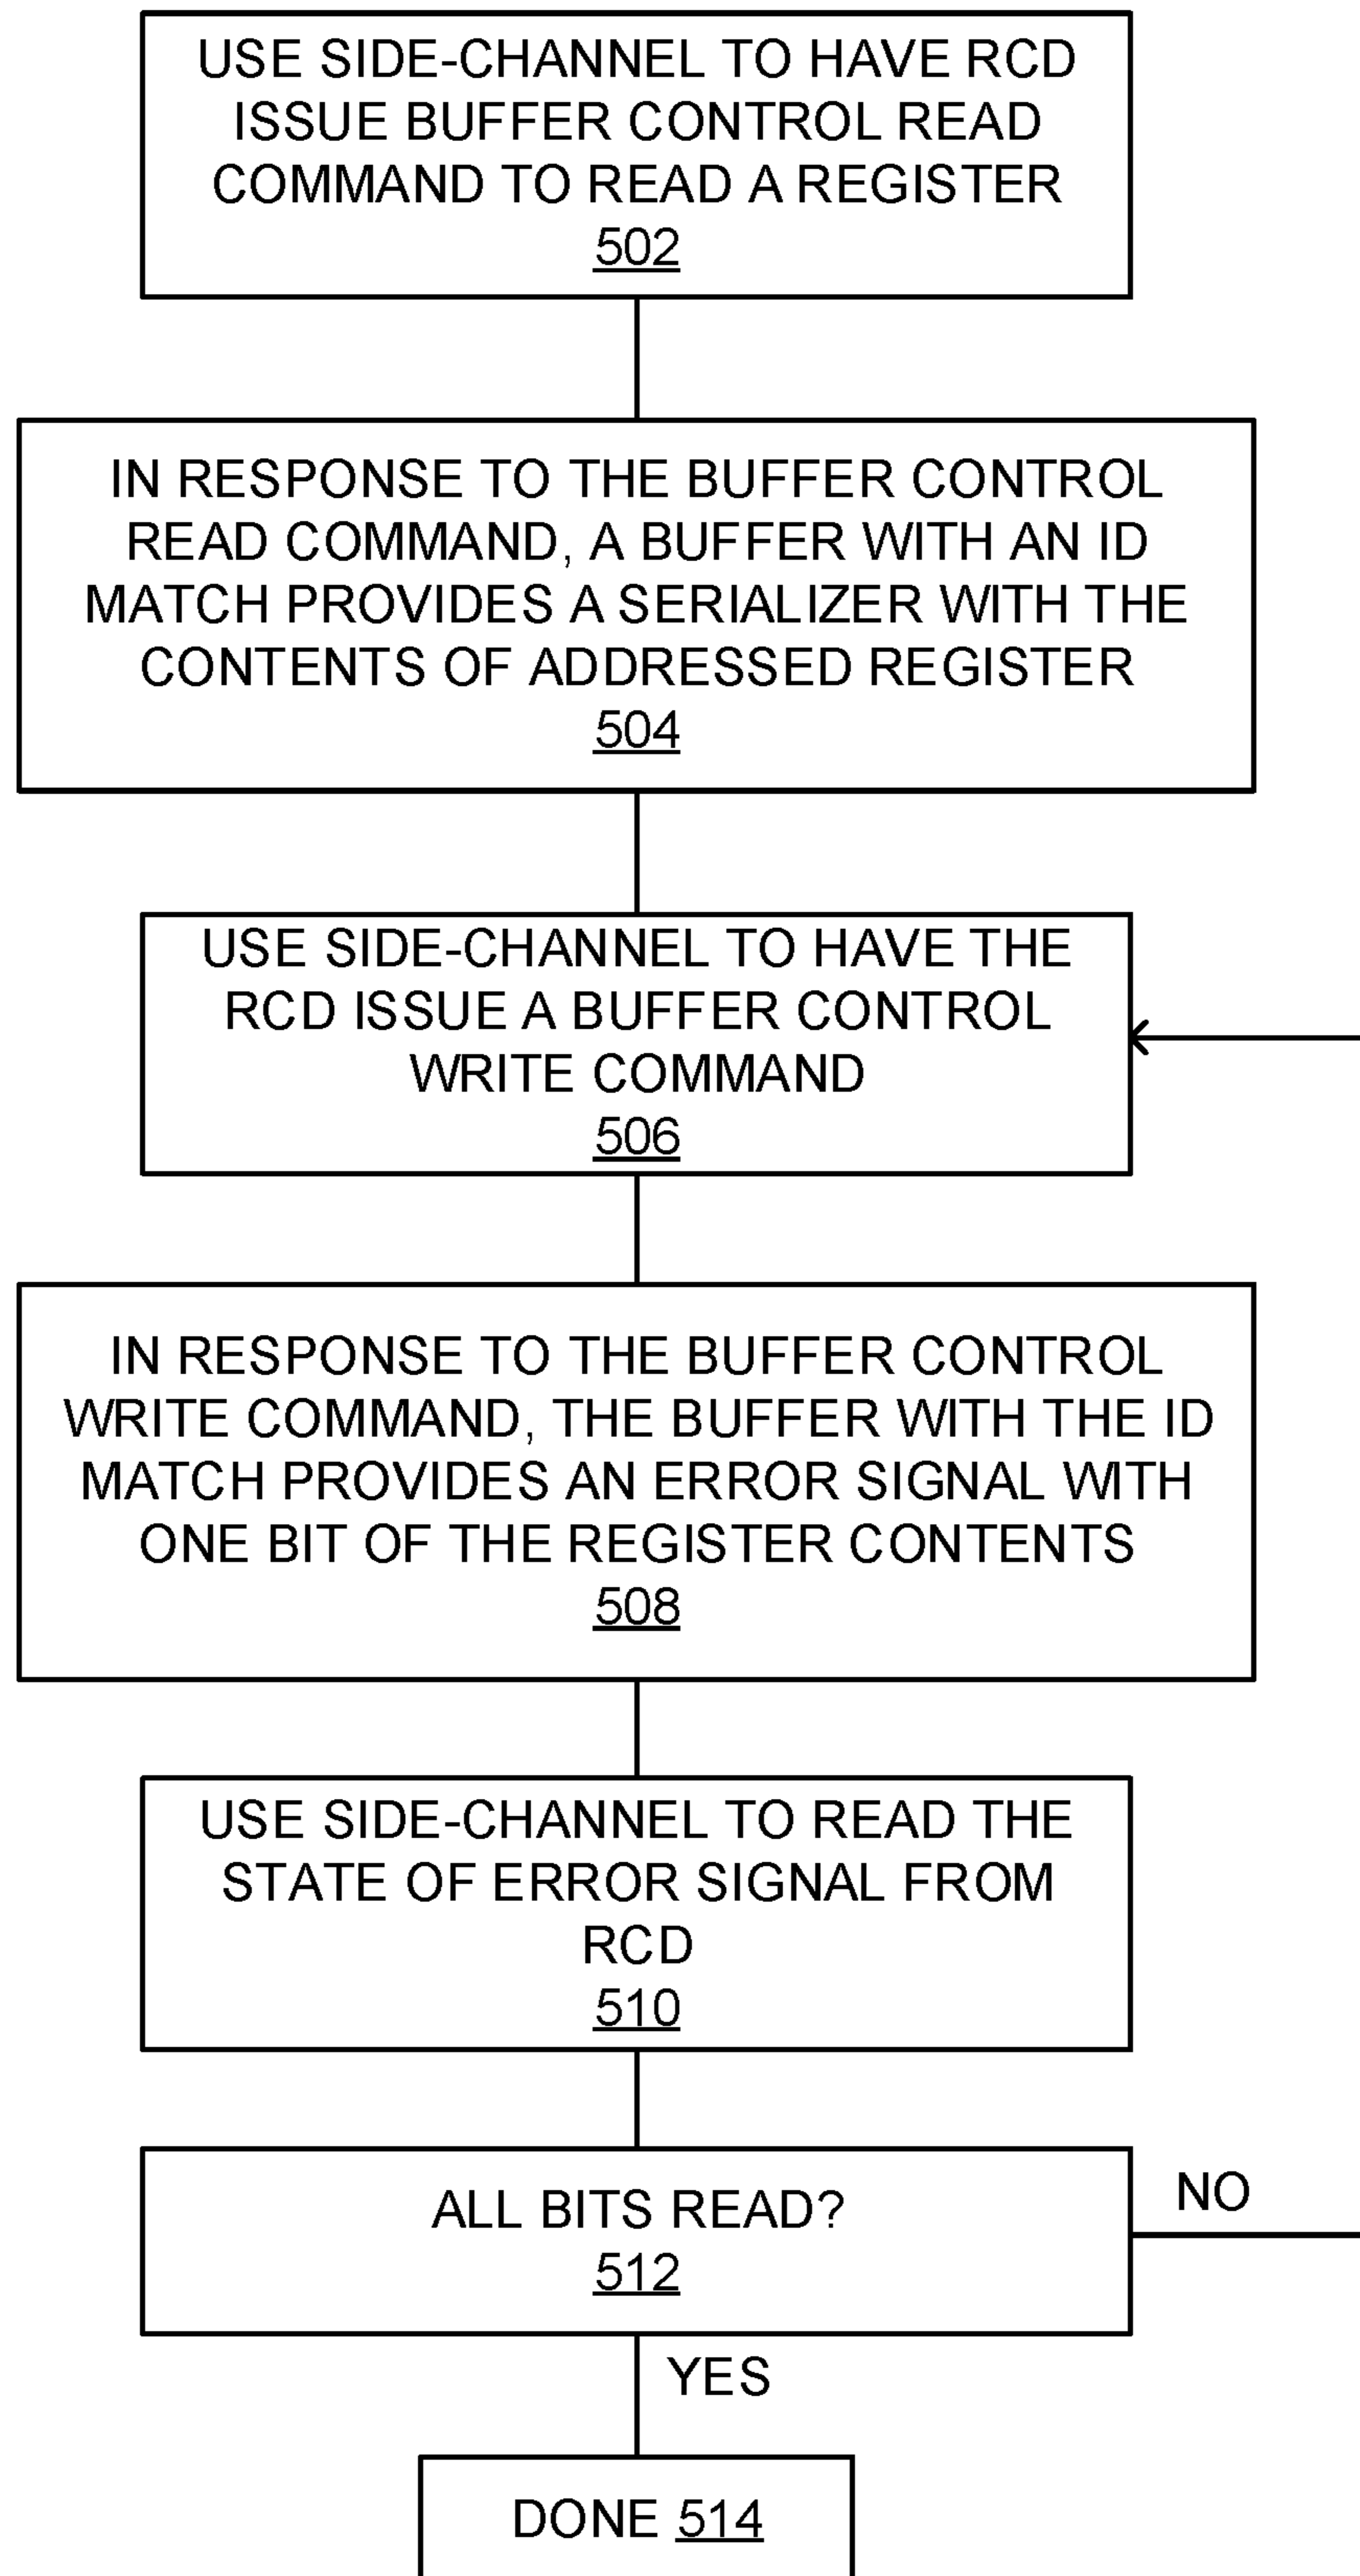 USE SIDE-CHANNEL TO HAVE RCD
ISSUE BUFFER CONTROL READ
COMMAND TO READ A REGISTER
502
IN RESPONSE TO THE BUFFER CONTROL
READ COMMAND, A BUFFER WITH AN ID
MATCH PROVIDES A SERIALIZER WITH THE
CONTENTS OF ADDRESSED REGISTER
504
USE SIDE-CHANNEL TO HAVE THE
RCD ISSUE A BUFFER CONTROL
WRITE COMMAND
506
IN RESPONSE TO THE BUFFER CONTROL
WRITE COMMAND, THE BUFFER WITH THE ID
MATCH PROVIDES AN ERROR SIGNAL WITH
ONE BIT OF THE REGISTER CONTENTS
508
USE SIDE-CHANNEL TO READ THE
STATE OF ERROR SIGNAL FROM
RCD
510
ALL BITS READ?
512
NO
YES
DONE 514